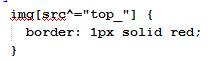 img[src^="top_"] {
border: 1px solid red;
}